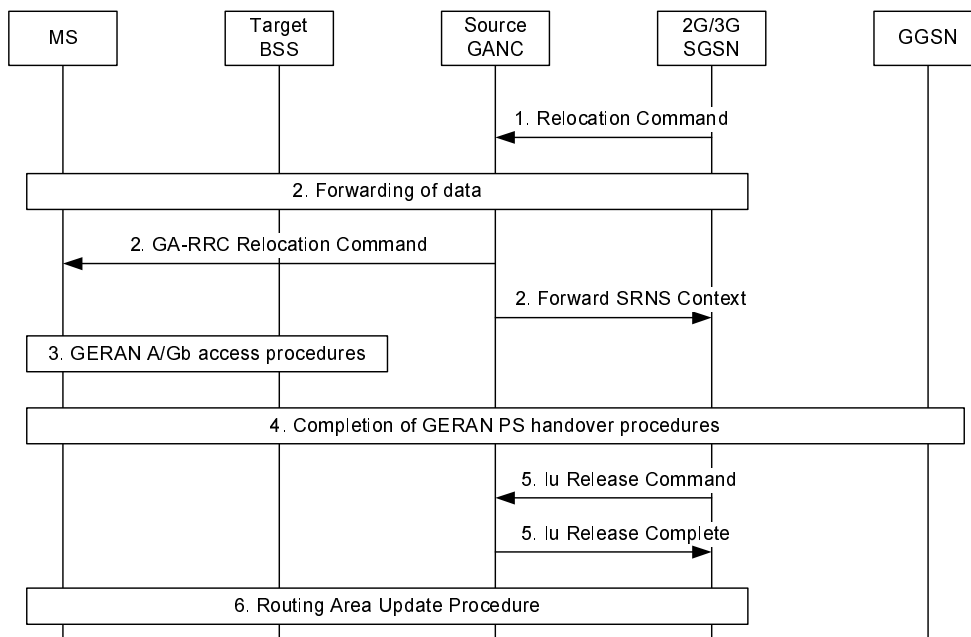 MS
Target
BSS
Source
GANC
2G/3G
SGSN
GGSN
1. Relocation Command
2. Forwarding of data
2. GA-RRC Relocation Command
2. Forward SRNS Context
3. GERAN A/Gb access procedures
4. Completion of GERAN PS handover procedures
5. Iu Release Command
5. Iu Release Complete
6. Routing Area Update Procedure